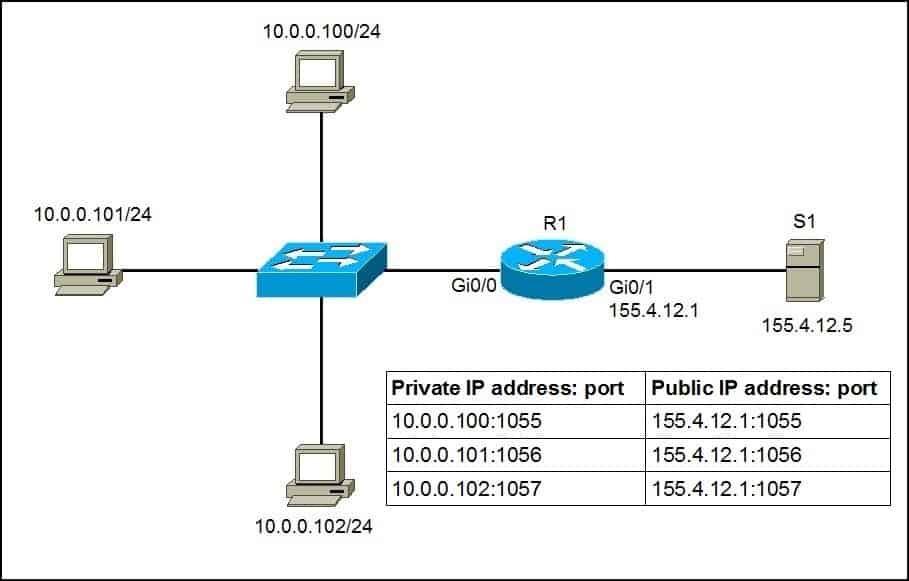 10.0.0.100/24
10.0.0.101/24
R1
S1
Gi0/0
Gi0/1
155.4.12.1
155.4.12.5
Private IP address: port Public IP address: port
10.0.0.100:1055 155.4.12.1:1055
10.0.0.101:1056 155.4.12.1:1056
10.0.0.102:1057 155.4.12.1:1057
10.0.0.102/24